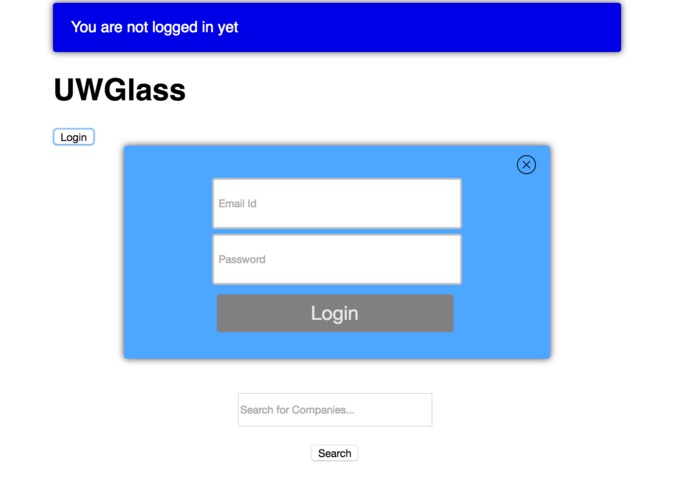 You are not logged in yet
UWGlass
Login
Email Id
Password
Login
Search for Companies...
Search